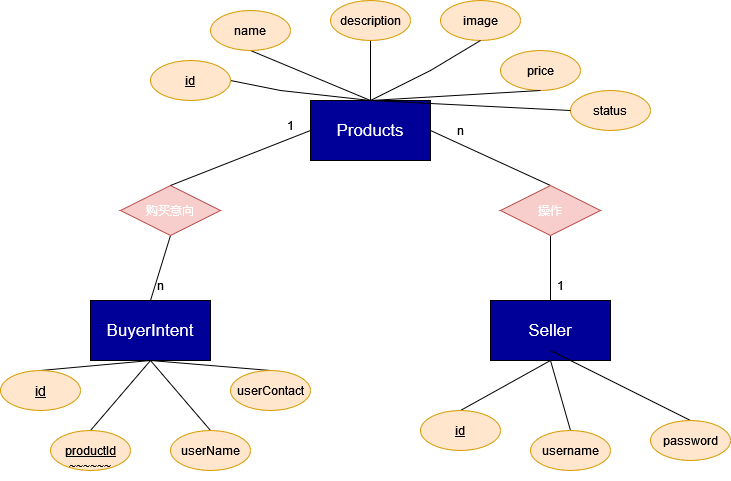 description
image
name
price
id
status
1
Products
n
购买意向
操作
n
1
BuyerIntent
Seller
id
userContact
productId
~~~~~~
userName
id
username
password